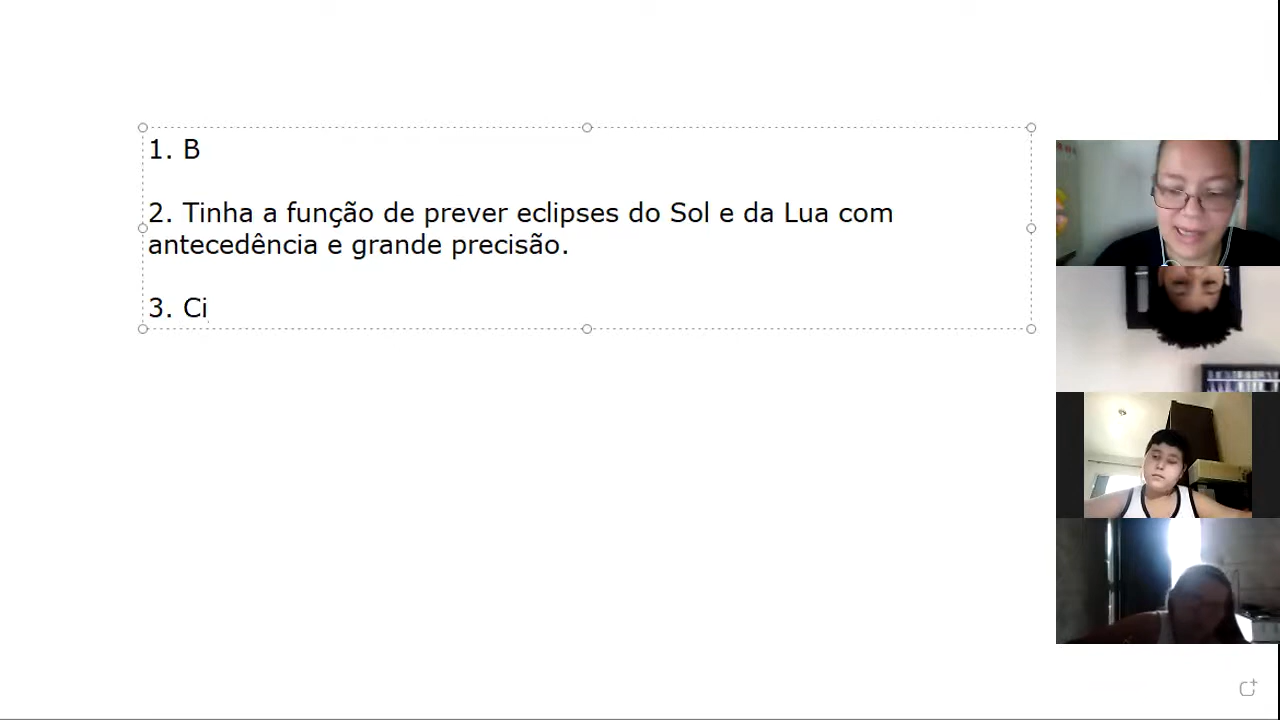 1. B
2. Tinha a função de prever eclipses do Sol e da Lua com
antecedência e grande precisão.
3. Ci